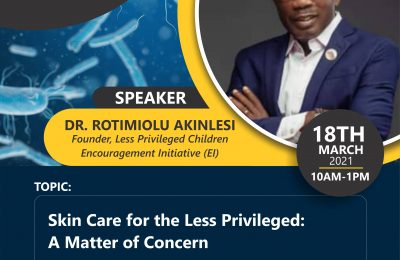 SPEAKER
DR. ROTIMIOLU AKINLESI
Founder, Less Privileged Children
Encouragement Initiative (EI)
18TH
MARCH
2021
10AM-1PM
TOPIC:
Skin Care for the Less Privileged:
A Matter of Concern